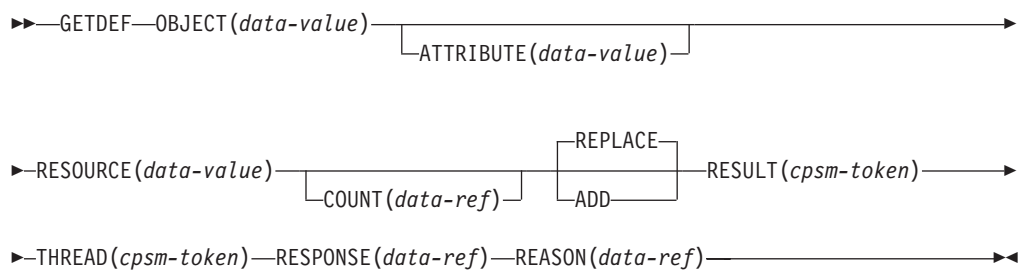 GETDEF OBJECT(data-value)
ATTRIBUTE(data-value)
REPLACE
RESOURCE(data-value) RESULT(cpsm-token)
COUNT(data-ref) ADD
THREAD(cpsm-token) RESPONSE(data-ref) REASON(data-ref)